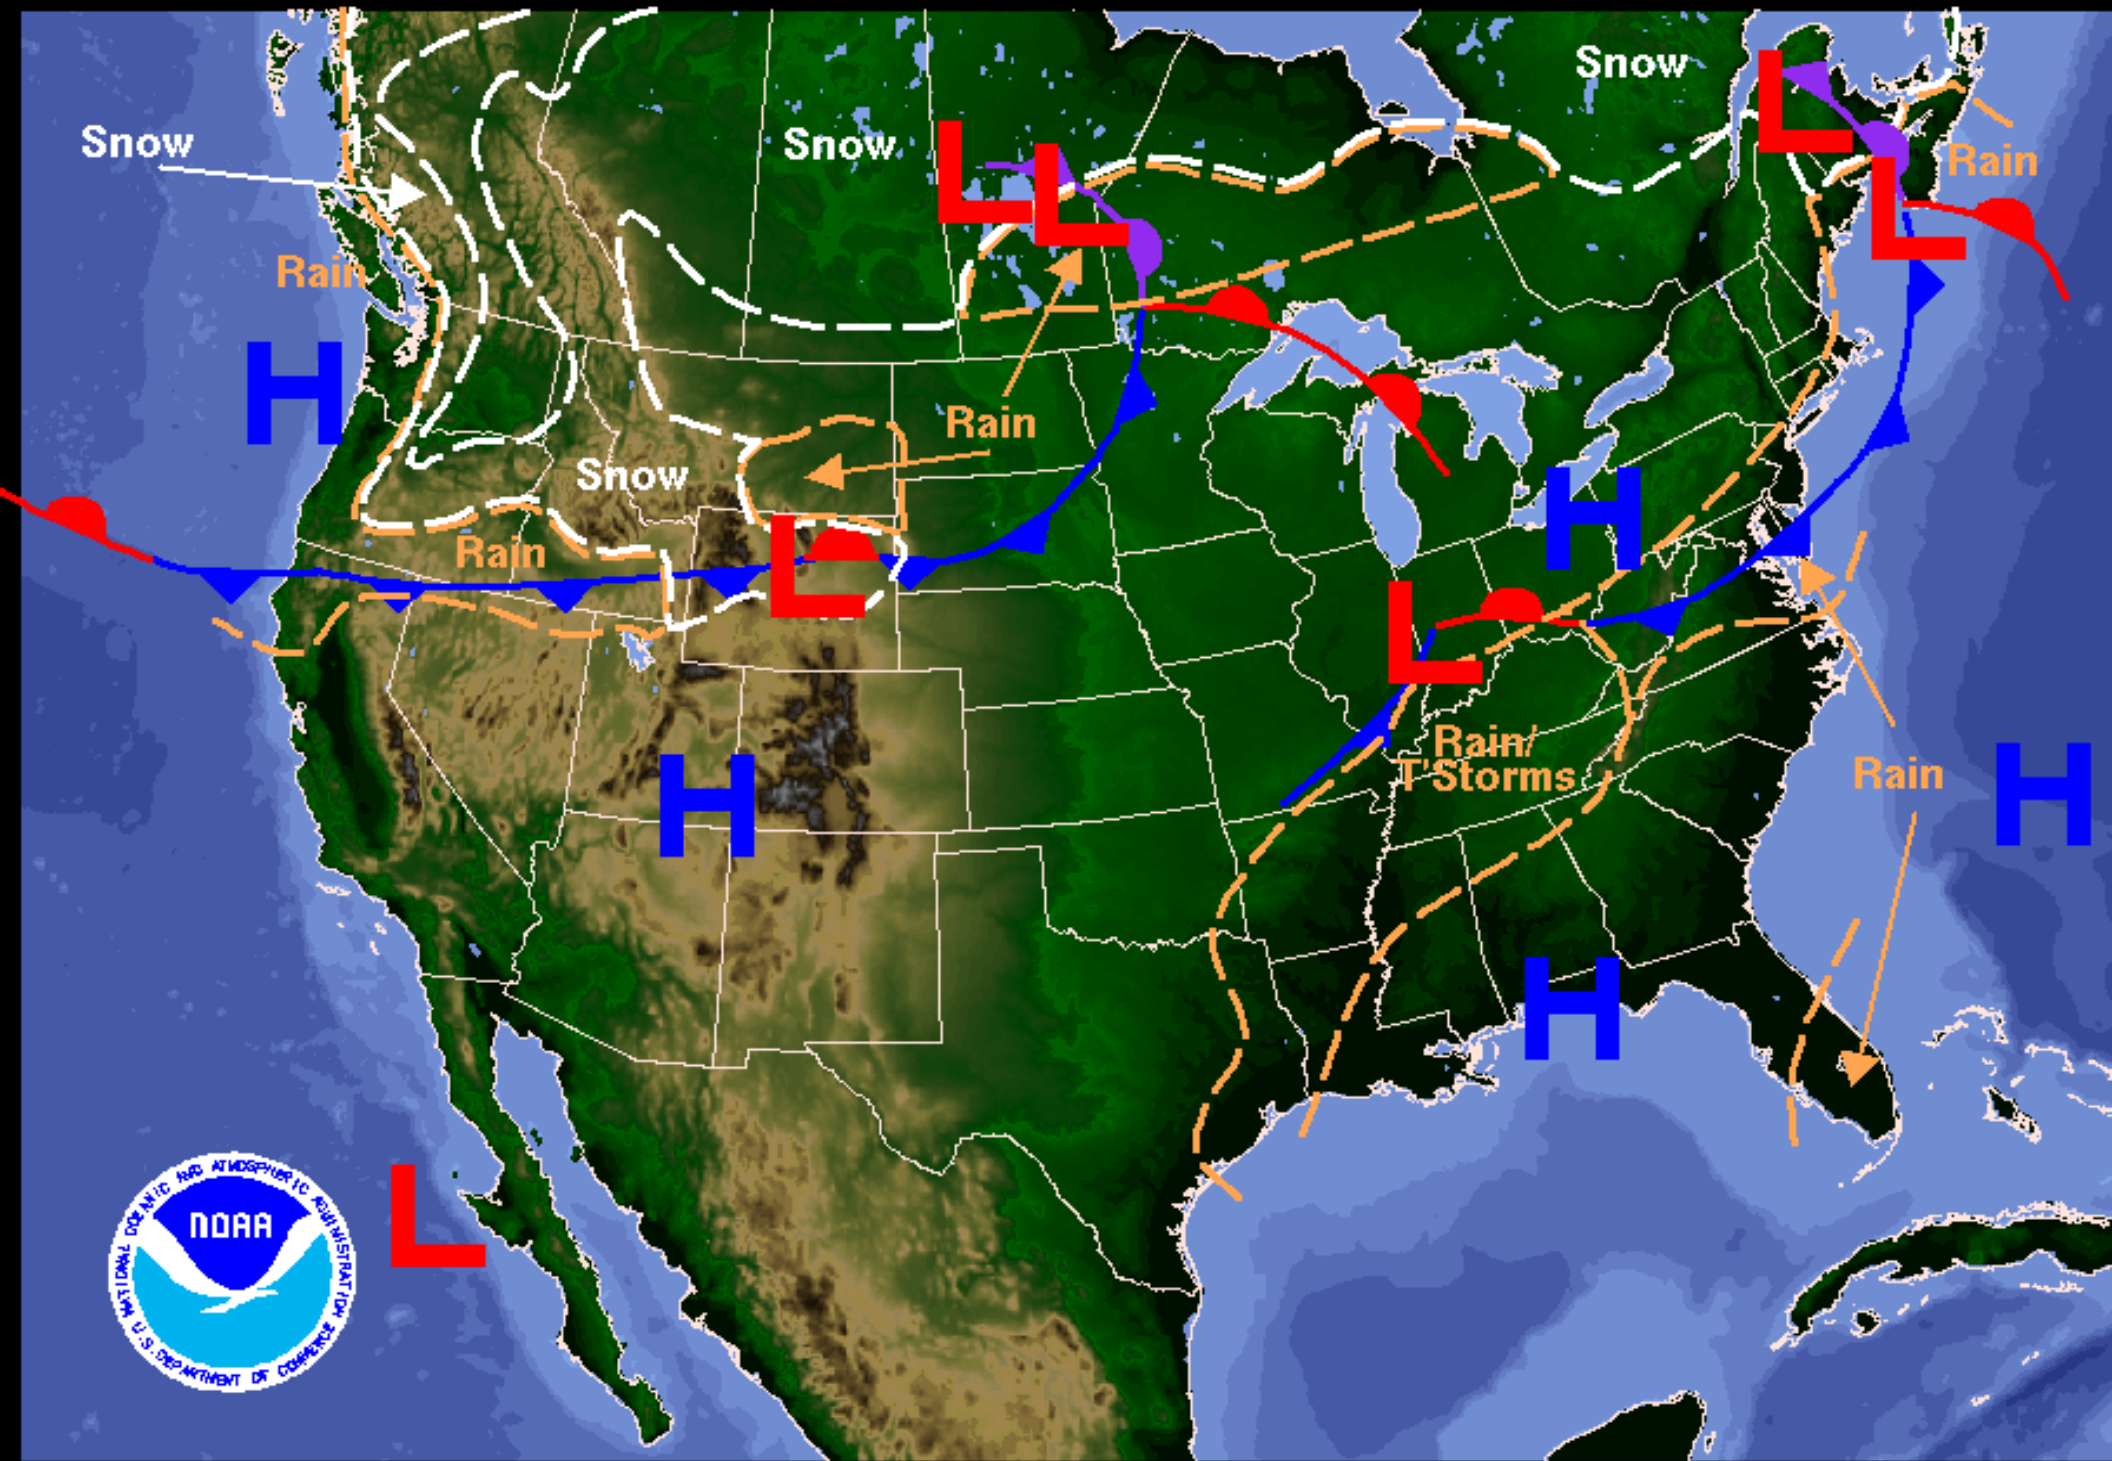 Snow
L
Snow
Snow
L
L
L
Rain
Rain
H
Rain
Snow
H
Rain
L
L
Rain/
T'Storms
H
Rain
H
H
L
NATIONAL OCEANIC AND ATMOSPHERIC ADMINISTRATION
NOAA
U.S. DEPARTMENT OF COMMERCE